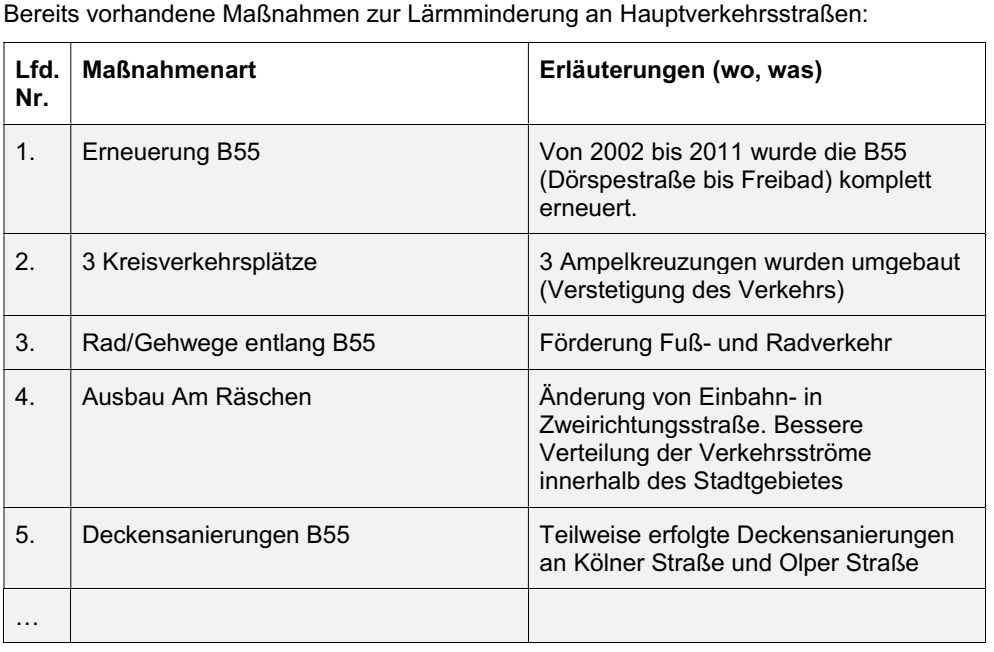 Bereits vorhandene Maßnahmen zur Lärmminderung an Hauptverkehrsstraßen:
Lfd. Nr.
Maßnahmenart
Erläuterungen (wo, was)
1.
Erneuerung B55
Von 2002 bis 2011 wurde die B55
(Dörspestraße bis Freibad) komplett
erneuert.
2.
3 Kreisverkehrsplätze
3 Ampelkreuzungen wurden umgebaut
(Verstetigung des Verkehrs)
3.
Rad/Gehwege entlang B55
Förderung Fuß- und Radverkehr
4.
Ausbau Am Räschen
Änderung von Einbahn- in
Zweirichtungsstraße. Bessere
Verteilung der Verkehrsströme
innerhalb des Stadtgebietes
5.
Deckensanierungen B55
Teilweise erfolgte Deckensanierungen
an Kölner Straße und Olper Straße
…